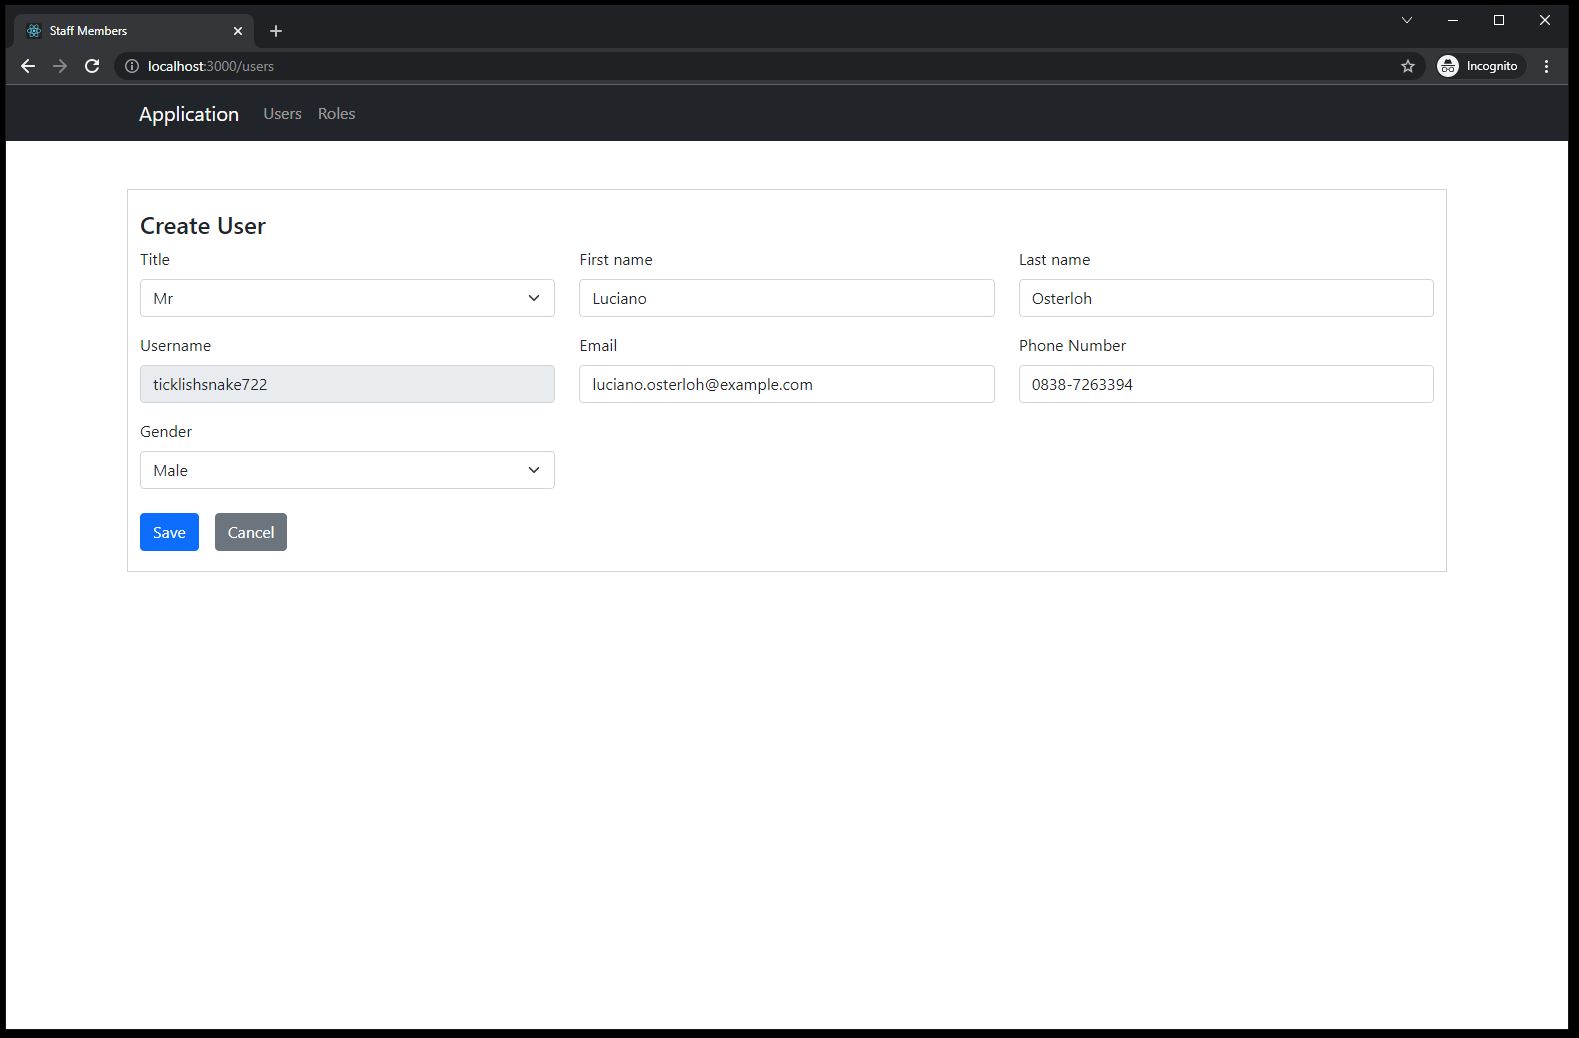 Staff Members
localhost:3000/users
Incognito
Application Users Roles
Create User
Title First name Last name
Mr Luciano Osterloh
Username Email Phone Number
ticklishsnake722 luciano.osterloh@example.com 0838-7263394
Gender
Male
Save Cancel